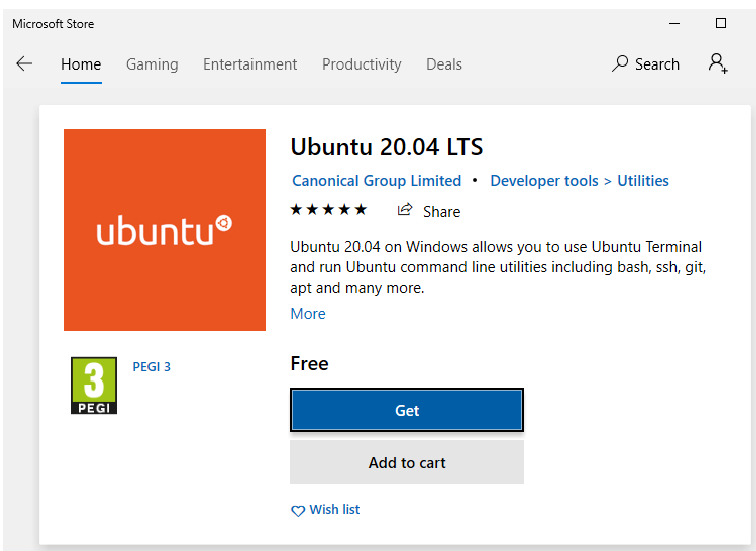 Microsoft Store
Home Gaming Entertainment Productivity Deals Search
ubuntu
Ubuntu 20.04 LTS
Canonical Group Limited • Developer tools > Utilities
Share
Ubuntu 20.04 on Windows allows you to use Ubuntu Terminal
and run Ubuntu command line utilities including bash, ssh, git,
apt and many more.
More
3
PEGI
PEGI 3
Free
Get
Add to cart
Wish list